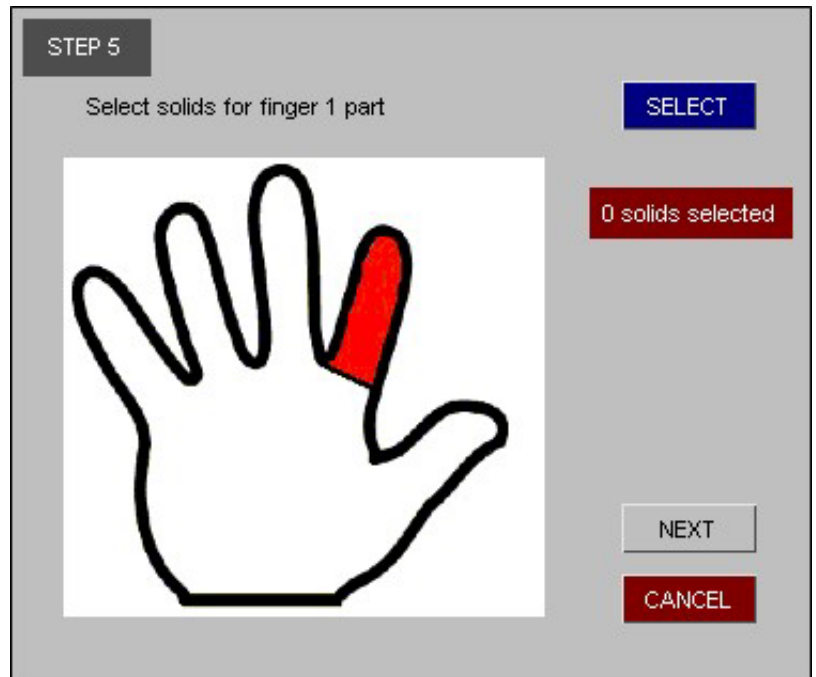 STEP 5
Select solids for finger 1 part
SELECT
0 solids selected
NEXT
CANCEL